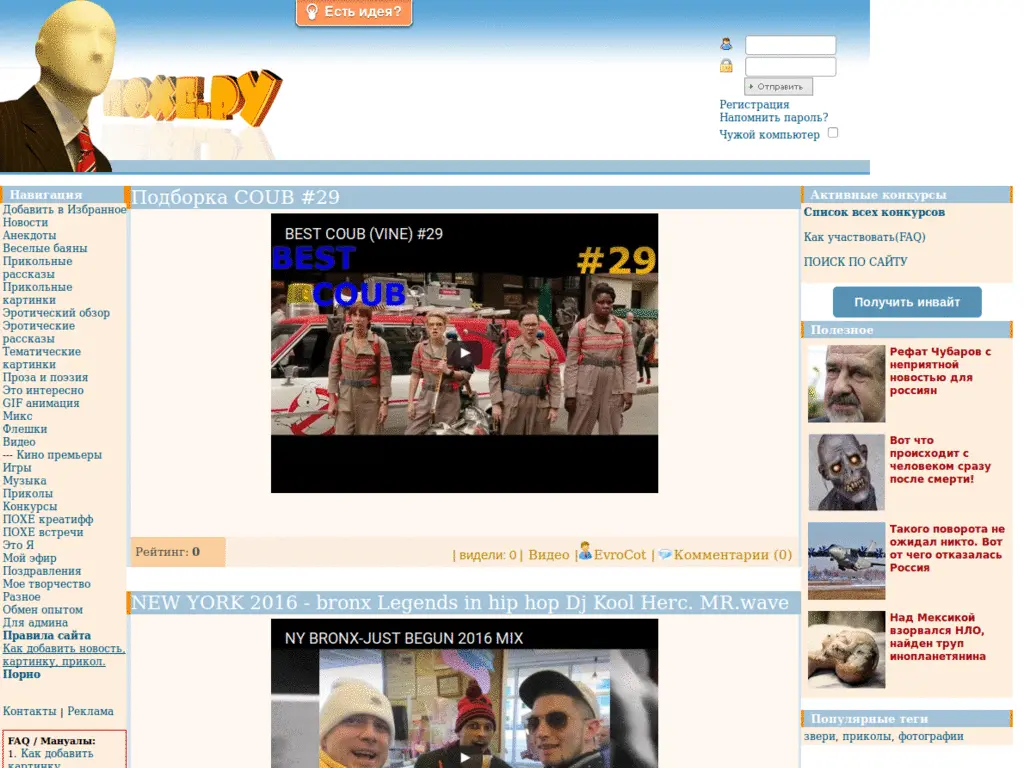 Есть идея?
ПОХЕ.РУ
Отправить
Регистрация
Напомнить пароль?
Чужой компьютер
Навигация
Добавить в Избранное
Новости
Анекдоты
Веселые баяны
Прикольные
рассказы
Прикольные
картинки
Эротический обзор
Эротические
рассказы
Тематические
картинки
Проза и поэзия
Это интересно
GIF анимация
Микс
Флешки
Видео
--- Кино премьеры
Игры
Музыка
Приколы
Конкурсы
ПОХЕ креатифф
ПОХЕ встречи
Это Я
Мой эфир
Поздравления
Мое творчество
Разное
Обмен опытом
Для админа
Правила сайта
Как добавить новость,
картинку, прикол.
Порно
Контакты | Реклама
FAQ / Мануалы:
1. Как добавить
картинку
Подборка COUB #29
BEST COUB (VINE) #29
BEST
COUB
#29
Рейтинг: 0
| видели: 0 | Видео | EvroCot | Комментарии (0)
NEW YORK 2016 - bronx Legends in hip hop Dj Kool Herc. MR.wave
NY BRONX-JUST BEGUN 2016 MIX
Активные конкурсы
Список всех конкурсов
Как участвовать(FAQ)
ПОИСК ПО САЙТУ
Получить инвайт
Полезное
Рефат Чубаров с
неприятной
новостью для
россиян
Вот что
происходит с
человеком сразу
после смерти!
Такого поворота не
ожидал никто. Вот
от чего отказалась
Россия
Над Мексикой
взорвался НЛО,
найден труп
инопланетянина
Популярные теги
звери, приколы, фотографии